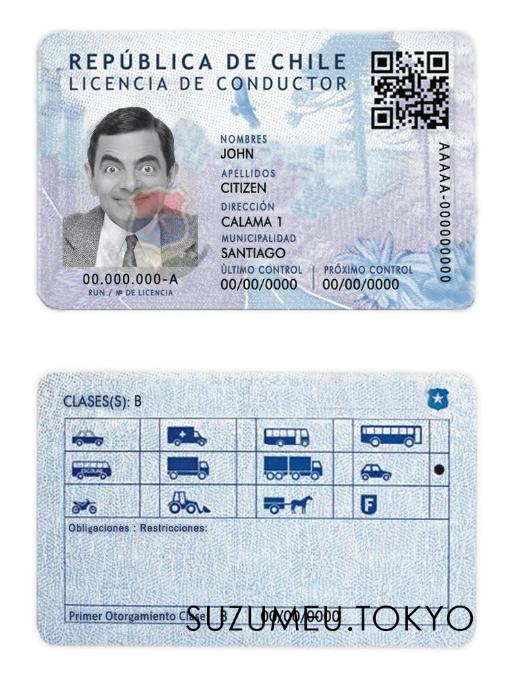 REPÚBLICA DE CHILE
LICENCIA DE CONDUCTOR
NOMBRES
JOHN
APELLIDOS
CITIZEN
DIRECCIÓN
CALAMA 1
MUNICIPALIDAD
SANTIAGO
ÚLTIMO CONTROL
00/00/0000
PRÓXIMO CONTROL
00/00/0000
00.000.000-A
RUN / Nº DE LICENCIA
AAAAA-000000000
CLASES(S): B
ESCOLAR
F
Obligaciones : Restricciones:
Primer Otorgamiento Clase B 00/00/0000
SUZUMEU.TOKYO